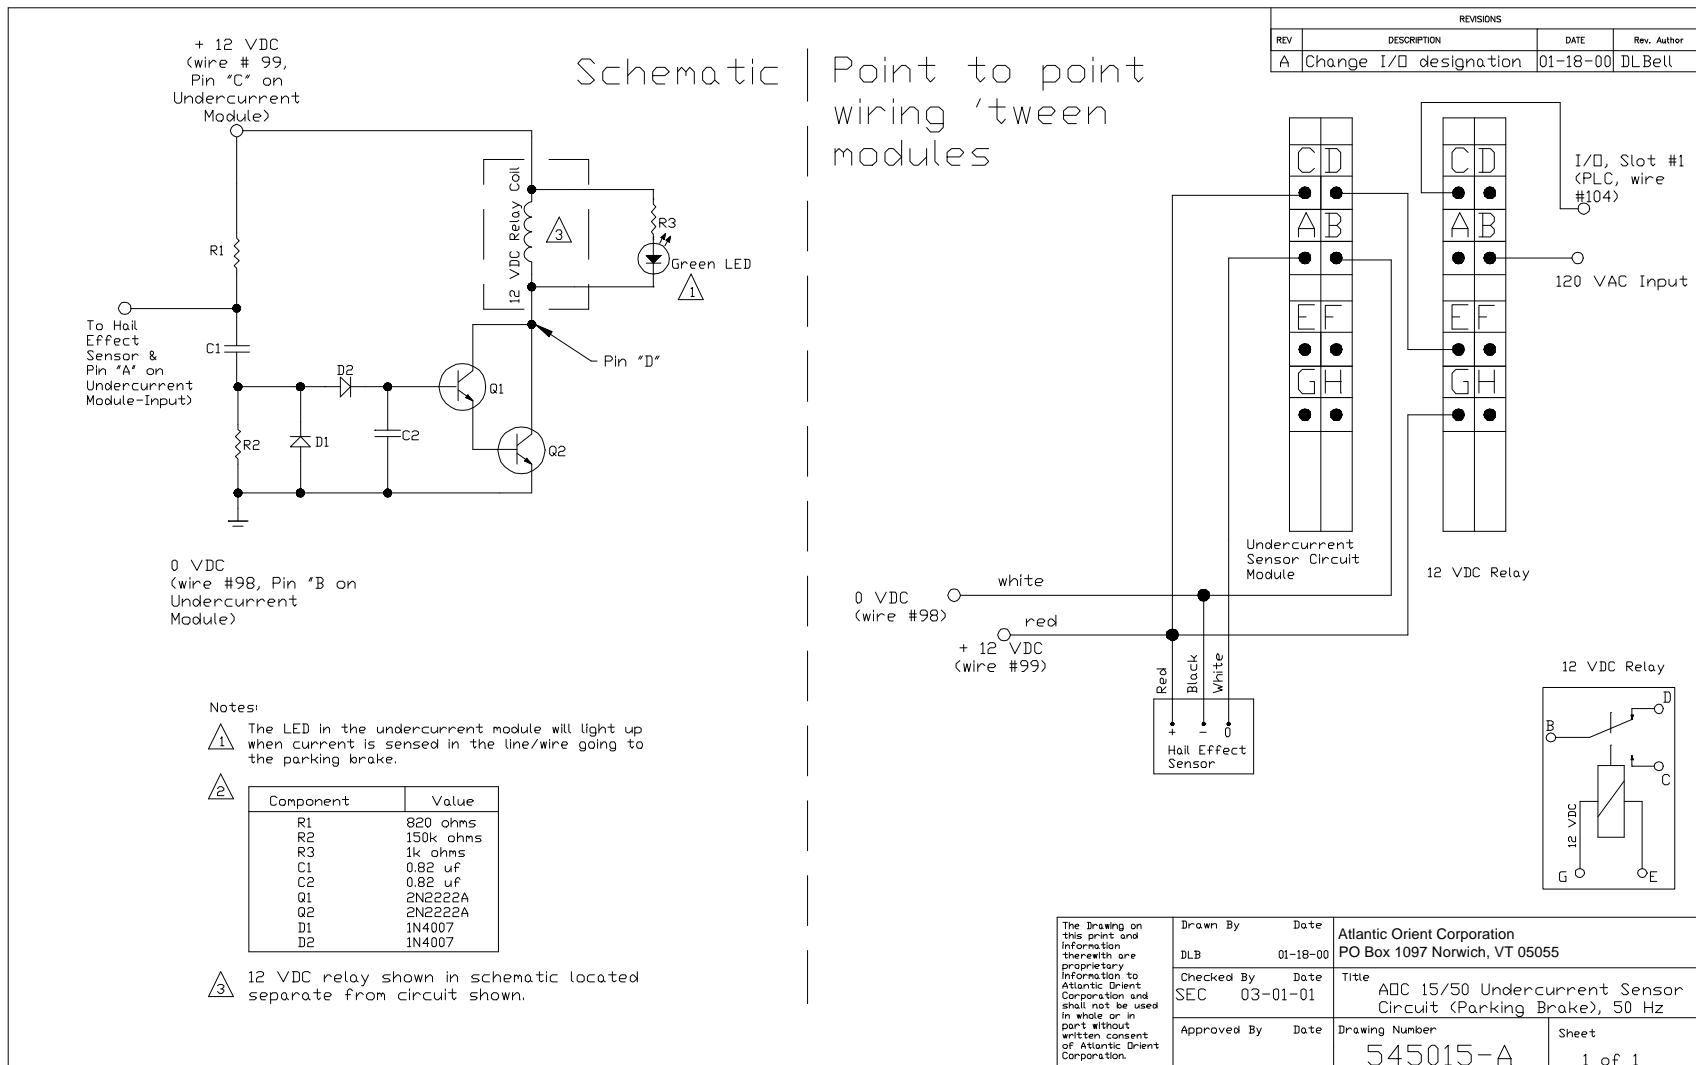 REVISIONS
REV DESCRIPTION DATE Rev. Author
A Change I/O designation 01-18-00 DLBell
Schematic
Point to point
wiring 'tween
modules
+ 12 VDC
(wire # 99,
Pin "C" on
Undercurrent
Module)
R1
To Hail
Effect
Sensor &
Pin "A" on
Undercurrent
Module-Input)
C1
R2
D1
D2
C2
Q1
Q2
12 VDC Relay Coil
3
R3
Green LED
1
Pin "D"
0 VDC
(wire #98, Pin "B on
Undercurrent
Module)
Notes:
1 The LED in the undercurrent module will light up
when current is sensed in the line/wire going to
the parking brake.
2
Component Value
R1 820 ohms
R2 150k ohms
R3 1k ohms
C1 0.82 uf
C2 0.82 uf
Q1 2N2222A
Q2 2N2222A
D1 1N4007
D2 1N4007
3 12 VDC relay shown in schematic located
separate from circuit shown.
C D
A B
E F
G H
Undercurrent
Sensor Circuit
Module
C D
A B
E F
G H
12 VDC Relay
I/O, Slot #1
(PLC, wire
#104)
120 VAC Input
white
0 VDC
(wire #98)
red
+ 12 VDC
(wire #99)
Red
Black
White
+ - 0
Hail Effect
Sensor
12 VDC Relay
D
B
C
12 VDC
G
E
The Drawing on
this print and
information
therewith are
proprietary
information to
Atlantic Orient
Corporation and
shall not be used
in whole or in
part without
written consent
of Atlantic Orient
Corporation.
Drawn By Date
DLB 01-18-00
Checked By Date
SEC 03-01-01
Approved By Date
Atlantic Orient Corporation
PO Box 1097 Norwich, VT 05055
Title
AOC 15/50 Undercurrent Sensor
Circuit (Parking Brake), 50 Hz
Drawing Number
545015-A
Sheet
1 of 1